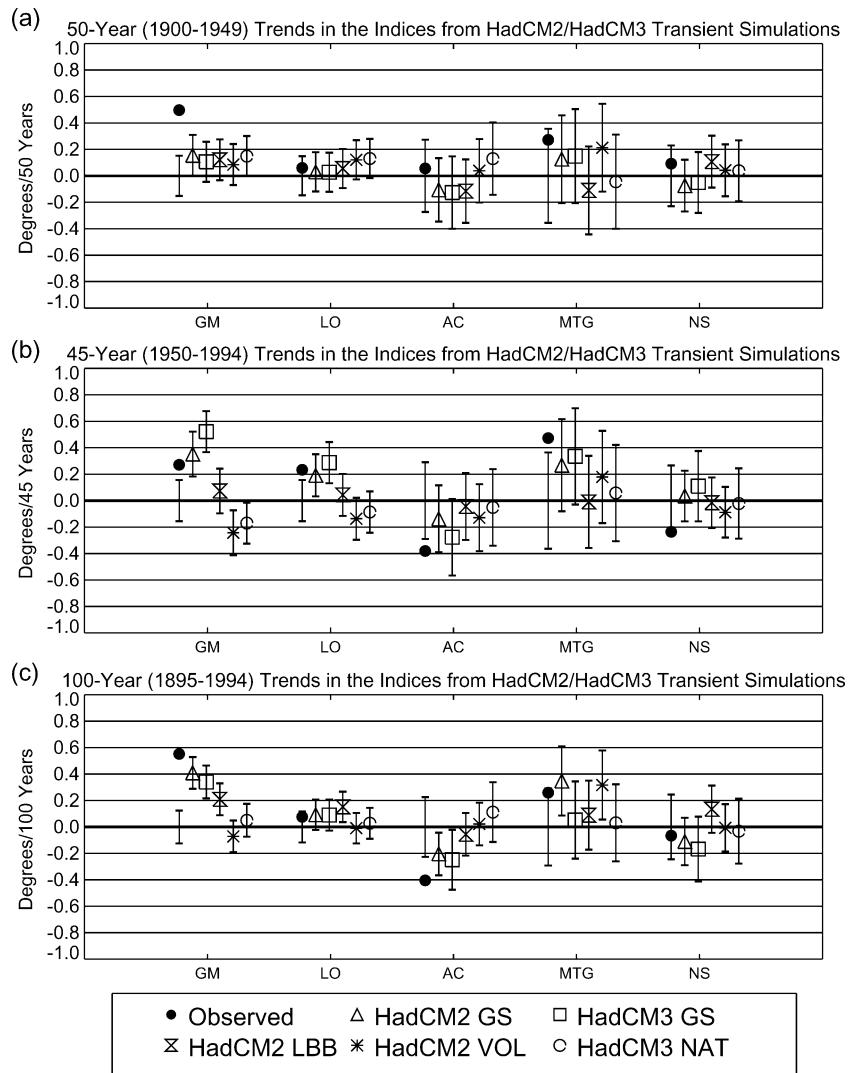 (a)
50-Year (1900-1949) Trends in the Indices from HadCM2/HadCM3 Transient Simulations
1.0
0.8
0.6
0.4
0.2
0.0
-0.2
-0.4
-0.6
-0.8
-1.0
Degrees/50 Years
GM LO AC MTG NS
(b)
45-Year (1950-1994) Trends in the Indices from HadCM2/HadCM3 Transient Simulations
1.0
0.8
0.6
0.4
0.2
0.0
-0.2
-0.4
-0.6
-0.8
-1.0
Degrees/45 Years
GM LO AC MTG NS
(c)
100-Year (1895-1994) Trends in the Indices from HadCM2/HadCM3 Transient Simulations
1.0
0.8
0.6
0.4
0.2
0.0
-0.2
-0.4
-0.6
-0.8
-1.0
Degrees/100 Years
GM LO AC MTG NS
Observed HadCM2 GS HadCM3 GS
HadCM2 LBB HadCM2 VOL HadCM3 NAT